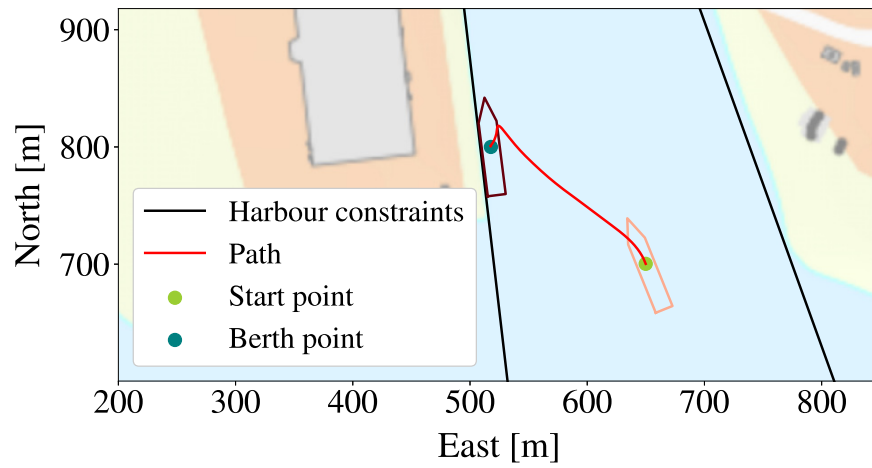 900
800
700
North [m]
Harbour constraints
Path
Start point
Berth point
200 300 400 500 600 700 800
East [m]